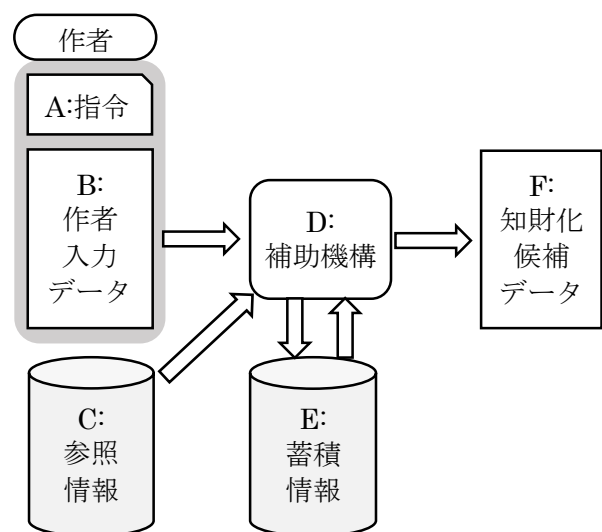 作者
A:指令
B:
作者
入力
データ
D:
補助機構
F:
知財化
候補
データ
C:
参照
情報
E:
蓄積
情報